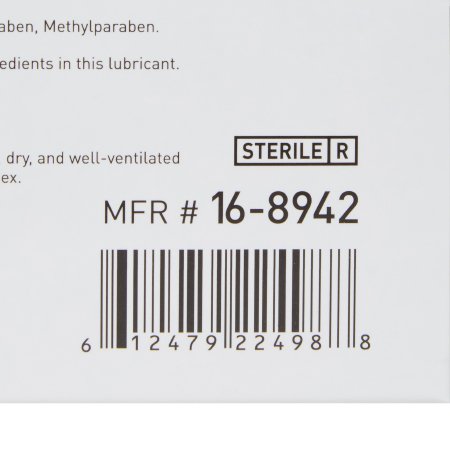 aben, Methylparaben.
edients in this lubricant.
dry, and well-ventilated
ex.
STERILE R
MFR # 16-8942
6 12479 22498 8